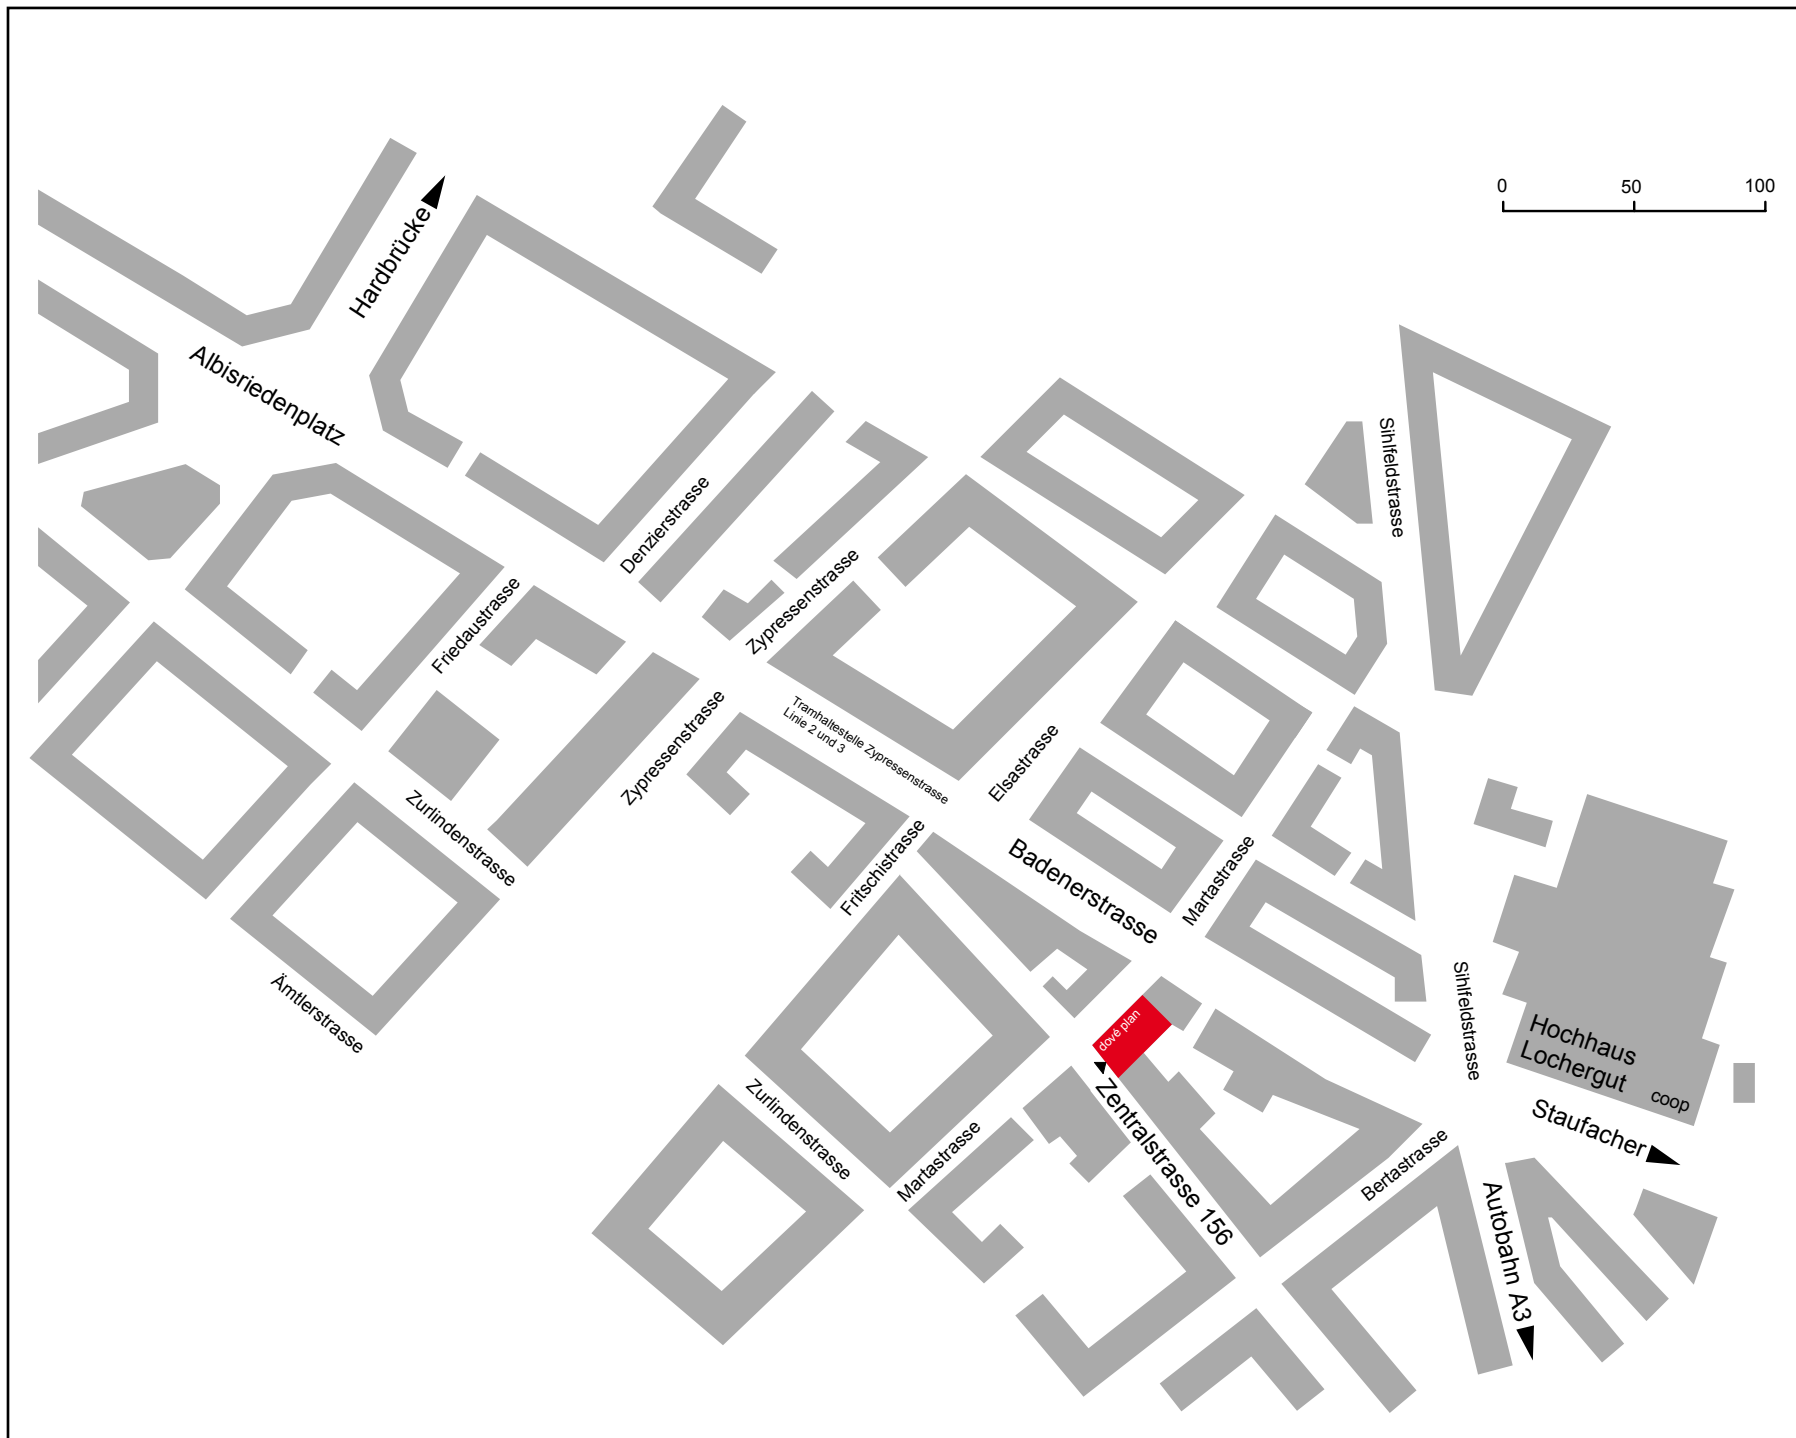 0 50 100
Hardbrücke
Albisriedenplatz
Sihlfeldstrasse
Denzierstrasse
Zypressenstrasse
Friedaustrasse
Tramhaltestelle Zypressenstrasse
Linie 2 und 3
Zypressenstrasse
Elsastrasse
Zurlindenstrasse
Fritschistrasse
Badenerstrasse
Martastrasse
Ämtlerstrasse
Sihlfeldstrasse
dové plan
Hochhaus
Lochergut
coop
Zentralstrasse 156
Staufacher
Zurlindenstrasse
Martastrasse
Bertastrasse
Autobahn A3